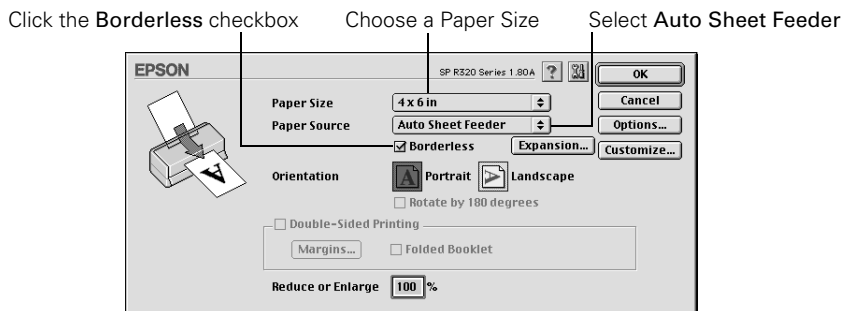 Click the Borderless checkbox Choose a Paper Size Select Auto Sheet Feeder
EPSON SP R320 Series 1.80A ? OK
Paper Size 4 x 6 in Cancel
Paper Source Auto Sheet Feeder Options...
Borderless Expansion... Customize...
Orientation A Portrait A Landscape
Rotate by 180 degrees
Double-Sided Printing
Margins... Folded Booklet
Reduce or Enlarge 100 %
A